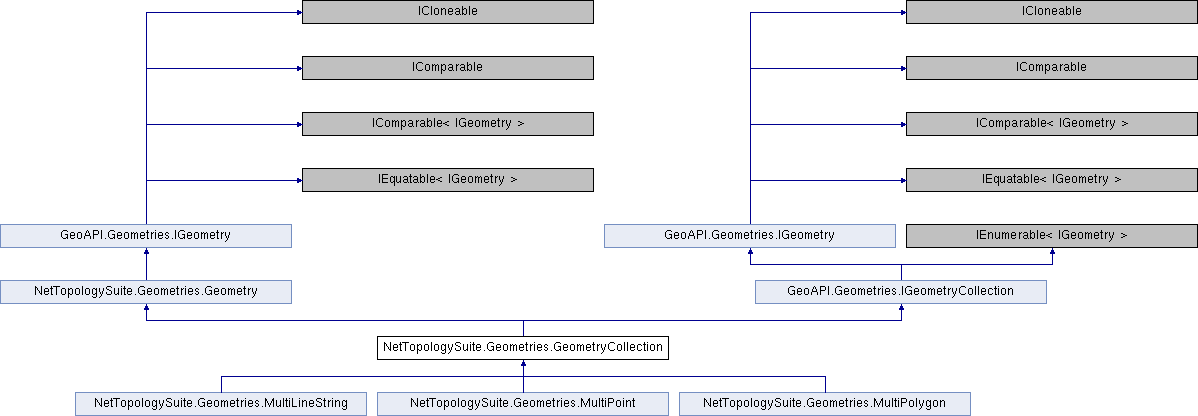 ICloneable
ICloneable
IComparable
IComparable
IComparable< IGeometry >
IComparable< IGeometry >
IEquatable< IGeometry >
IEquatable< IGeometry >
GeoAPI.Geometries.IGeometry
GeoAPI.Geometries.IGeometry
IEnumerable< IGeometry >
NetTopologySuite.Geometries.Geometry
GeoAPI.Geometries.IGeometryCollection
NetTopologySuite.Geometries.GeometryCollection
NetTopologySuite.Geometries.MultiLineString
NetTopologySuite.Geometries.MultiPoint
NetTopologySuite.Geometries.MultiPolygon